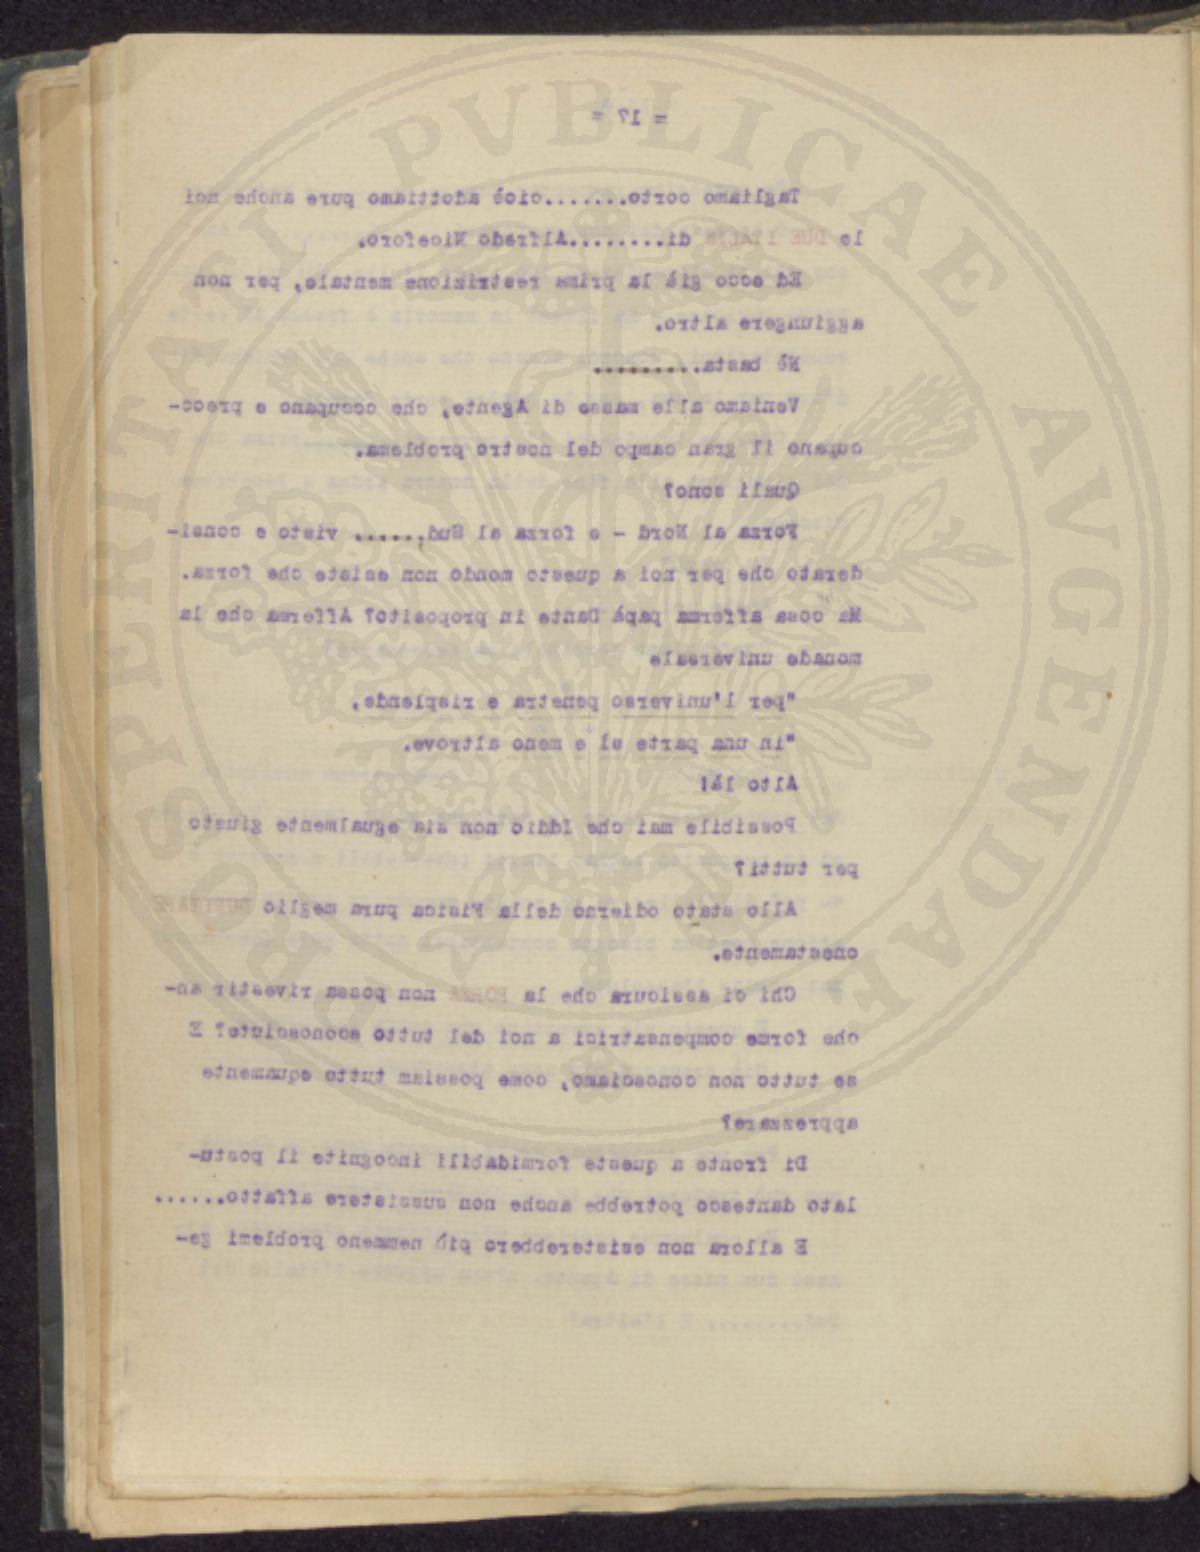 = 17 =
Tagliamo corto.......cioè adottiamo pure anche noi
le DUE ITALIE di.........Alfredo Niceforo.
Ed ecco già la prima restrizione mentale, per non
aggiungere altro.
Nè basta.........
Veniamo alle masse di Agente, che occupano e preoc-
cupano il gran campo del nostro problema.
Quali sono?
Forza al Nord - e forza al Sud...... visto e consi-
derato che per noi a questo mondo non esiste che forza.
Ma cosa afferma papà Dante in proposito? Afferma che la
monade universale
"per l'universo penetra e risplende,
"in una parte sì e meno altrove.
Alto là!
Possibile mai che Iddio non sia egualmente giusto
per tutti?
Allo stato odierno della Fisica pura meglio DUBITARE
onestamente.
Chi ci assicura che la FORZA non possa rivestir an-
che forme compensatrici a noi del tutto sconosciute? E
se tutto non conosciamo, come possiam tutto equamente
apprezzare?
Di fronte a queste formidabili incognite il postu-
lato dantesco potrebbe anche non sussistere affatto......
E allora non esisterebbero più nemmeno problemi ge-
PROSPERITATI PVBLICAE AVGENDAE